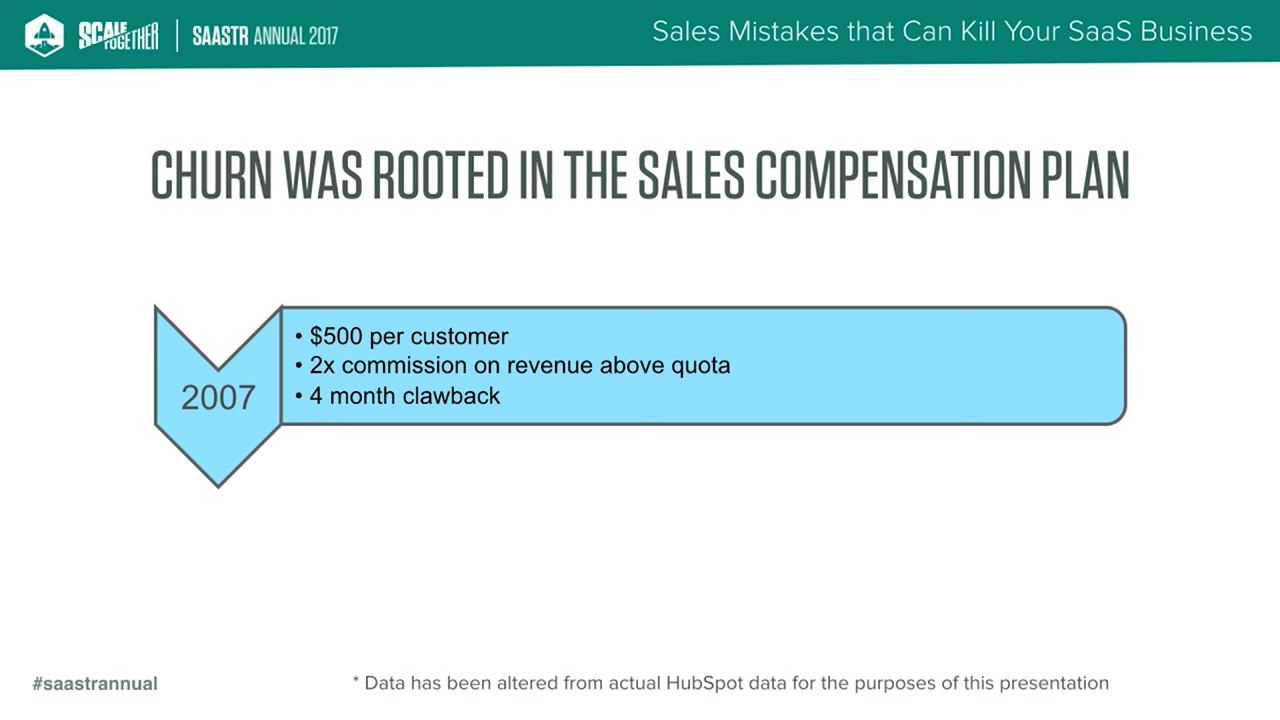 SCALE TOGETHER
SAASTR ANNUAL 2017
Sales Mistakes that Can Kill Your SaaS Business
CHURN WAS ROOTED IN THE SALES COMPENSATION PLAN
2007
• $500 per customer
• 2x commission on revenue above quota
• 4 month clawback
#saastrannual
* Data has been altered from actual HubSpot data for the purposes of this presentation